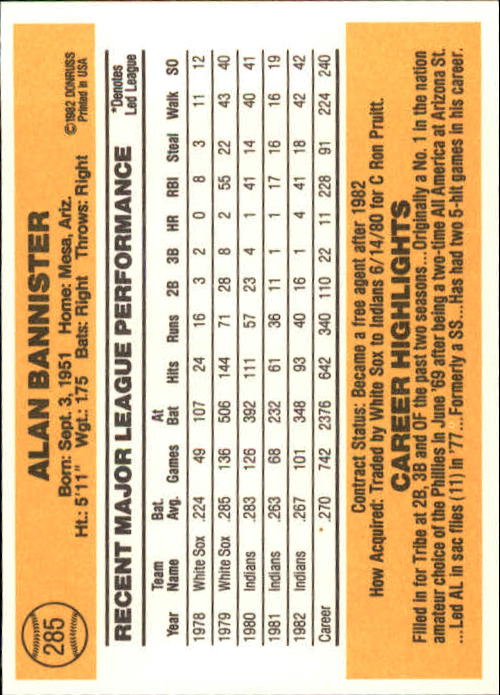 285
ALAN BANNISTER
Born: Sept. 3, 1951 Home: Mesa, Ariz.
Ht.: 5'11" Wgt.: 175 Bats: Right Throws: Right
©1982 DONRUSS
Printed in USA
RECENT MAJOR LEAGUE PERFORMANCE
*Denotes
Led League
Year Team Name Bat. Avg. Games At Bat Hits Runs 2B 3B HR RBI Steal Walk SO
1978 White Sox .224 49 107 24 16 3 2 0 8 3 11 12
1979 White Sox .285 136 506 144 71 28 8 2 55 22 43 40
1980 Indians .283 126 392 111 57 23 4 1 41 14 40 41
1981 Indians .263 68 232 61 36 11 1 1 17 16 16 19
1982 Indians .267 101 348 93 40 16 1 4 41 18 42 42
Career .270 742 2376 642 340 110 22 11 228 91 224 240
Contract Status: Became a free agent after 1982
How Acquired: Traded by White Sox to Indians 6/14/80 for C Ron Pruitt.
CAREER HIGHLIGHTS
Filled in for Tribe at 2B, 3B and OF the past two seasons...Originally a No. 1 in the nation
amateur choice of the Phillies in June '69 after being a two-time All America at Arizona St.
...Led AL in sac flies (11) in '77...Formerly a SS...Has had two 5-hit games in his career.